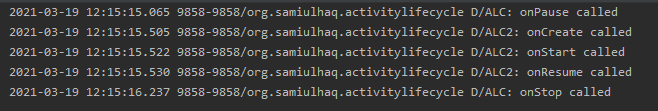 2021-03-19 12:15:15.065 9858-9858/org.samiulhaq.activitylifecycle D/ALC: onPause called
2021-03-19 12:15:15.505 9858-9858/org.samiulhaq.activitylifecycle D/ALC2: onCreate called
2021-03-19 12:15:15.522 9858-9858/org.samiulhaq.activitylifecycle D/ALC2: onStart called
2021-03-19 12:15:15.530 9858-9858/org.samiulhaq.activitylifecycle D/ALC2: onResume called
2021-03-19 12:15:16.237 9858-9858/org.samiulhaq.activitylifecycle D/ALC: onStop called